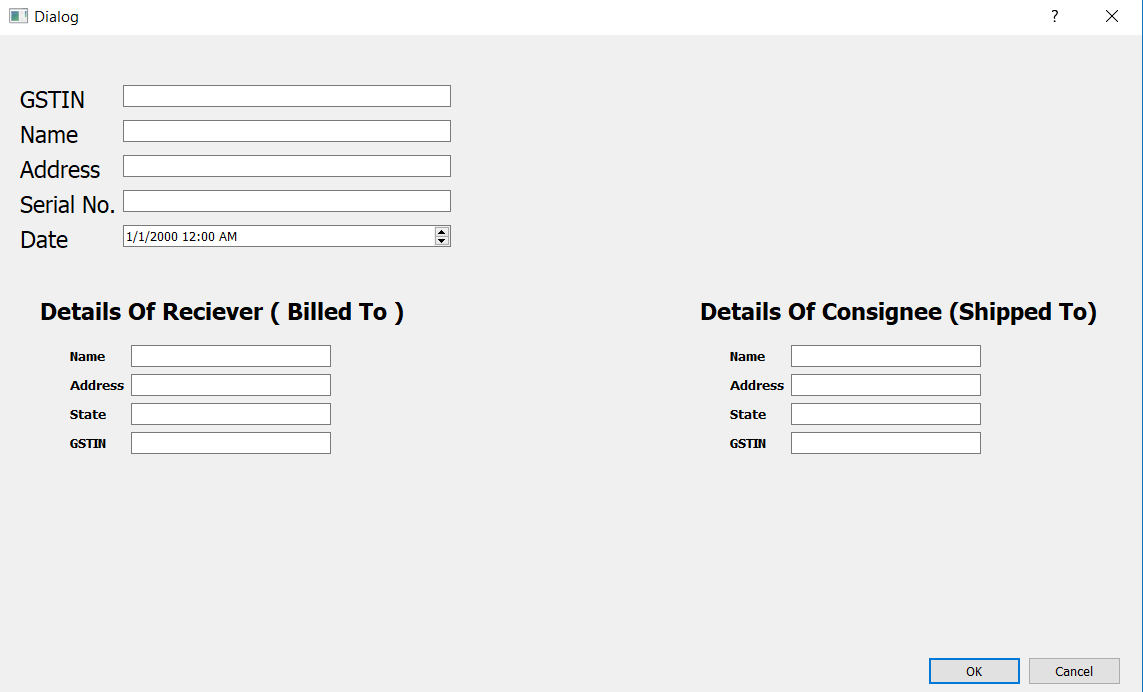 Dialog
?
GSTIN
Name
Address
Serial No.
Date 1/1/2000 12:00 AM
Details Of Reciever ( Billed To )
Name
Address
State
GSTIN
Details Of Consignee (Shipped To)
Name
Address
State
GSTIN
OK Cancel